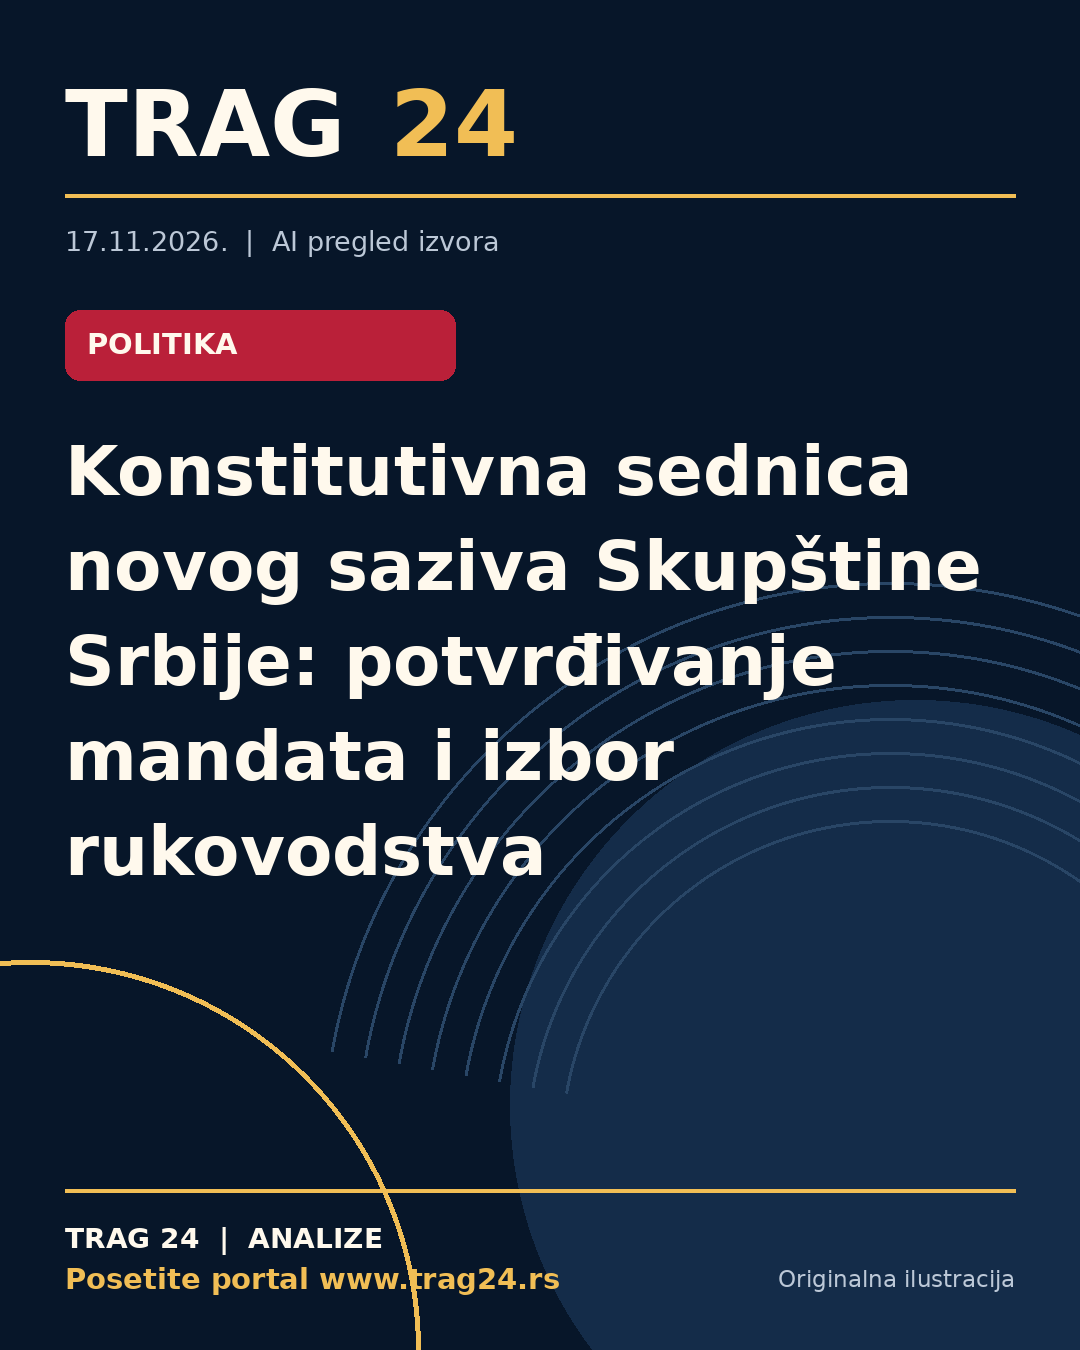 TRAG 24
17.11.2026. | AI pregled izvora
POLITIKA
Konstitutivna sednica
novog saziva Skupštine
Srbije: potvrđivanje
mandata i izbor
rukovodstva
TRAG 24 | ANALIZE
Posetite portal www.trag24.rs
Originalna ilustracija